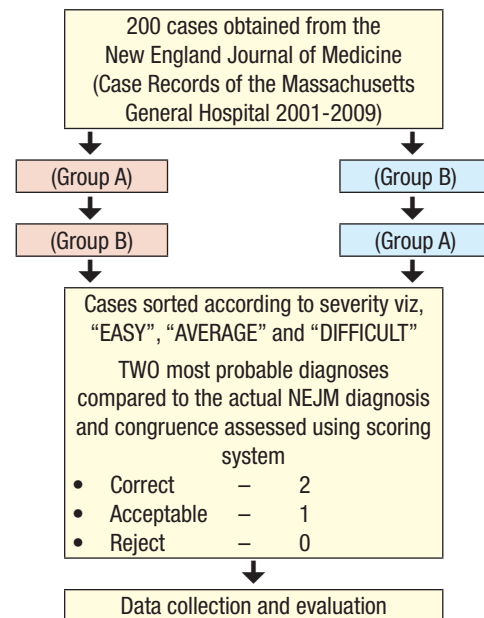 200 cases obtained from the
New England Journal of Medicine
(Case Records of the Massachusetts
General Hospital 2001-2009)
(Group A)
(Group B)
(Group B)
(Group A)
Cases sorted according to severity viz,
“EASY”, “AVERAGE” and “DIFFICULT”
TWO most probable diagnoses
compared to the actual NEJM diagnosis
and congruence assessed using scoring
system
• Correct – 2
• Acceptable – 1
• Reject – 0
Data collection and evaluation